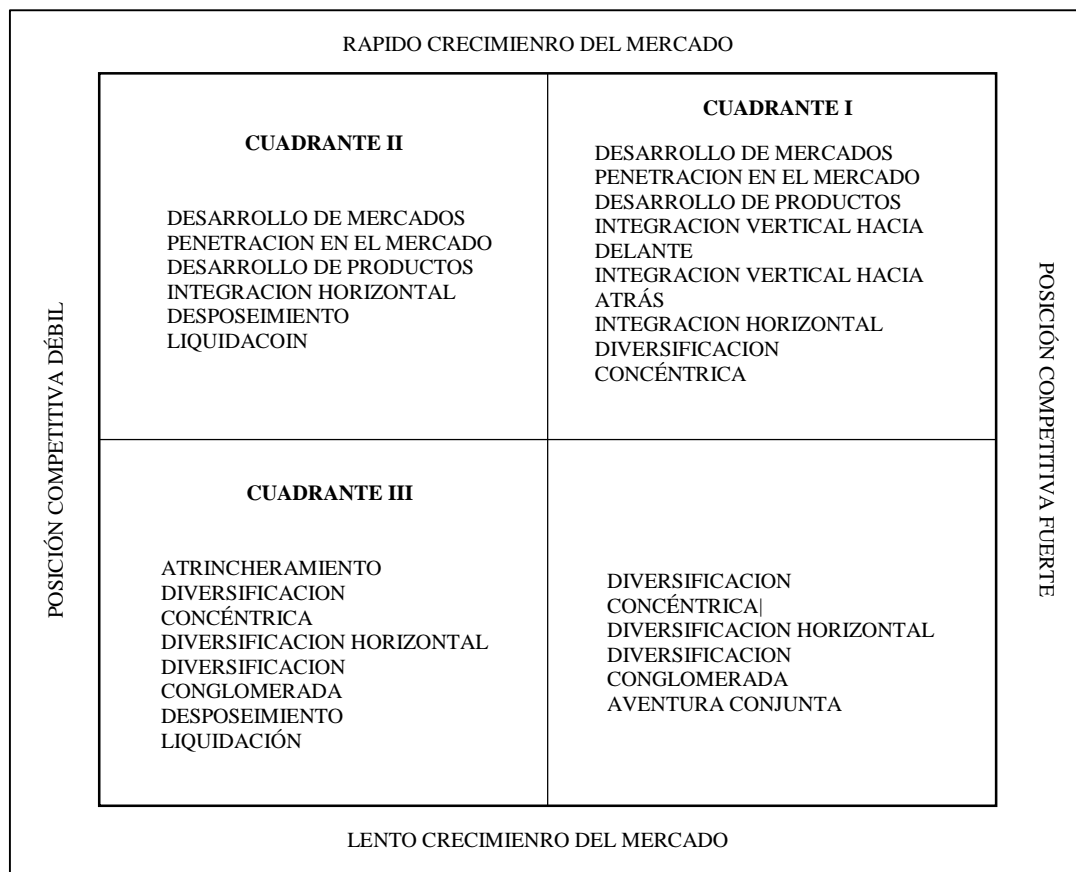 RAPIDO CRECIMIENRO DEL MERCADO
CUADRANTE II
DESARROLLO DE MERCADOS
PENETRACION EN EL MERCADO
DESARROLLO DE PRODUCTOS
INTEGRACION HORIZONTAL
DESPOSEIMIENTO
LIQUIDACOIN
CUADRANTE I
DESARROLLO DE MERCADOS
PENETRACION EN EL MERCADO
DESARROLLO DE PRODUCTOS
INTEGRACION VERTICAL HACIA
DELANTE
INTEGRACION VERTICAL HACIA
ATRÁS
INTEGRACION HORIZONTAL
DIVERSIFICACION
CONCÉNTRICA
POSICIÓN COMPETITIVA DÉBIL
POSICIÓN COMPETITIVA FUERTE
CUADRANTE III
ATRINCHERAMIENTO
DIVERSIFICACION
CONCÉNTRICA
DIVERSIFICACION HORIZONTAL
DIVERSIFICACION
CONGLOMERADA
DESPOSEIMIENTO
LIQUIDACIÓN
DIVERSIFICACION
CONCÉNTRICA|
DIVERSIFICACION HORIZONTAL
DIVERSIFICACION
CONGLOMERADA
AVENTURA CONJUNTA
LENTO CRECIMIENRO DEL MERCADO